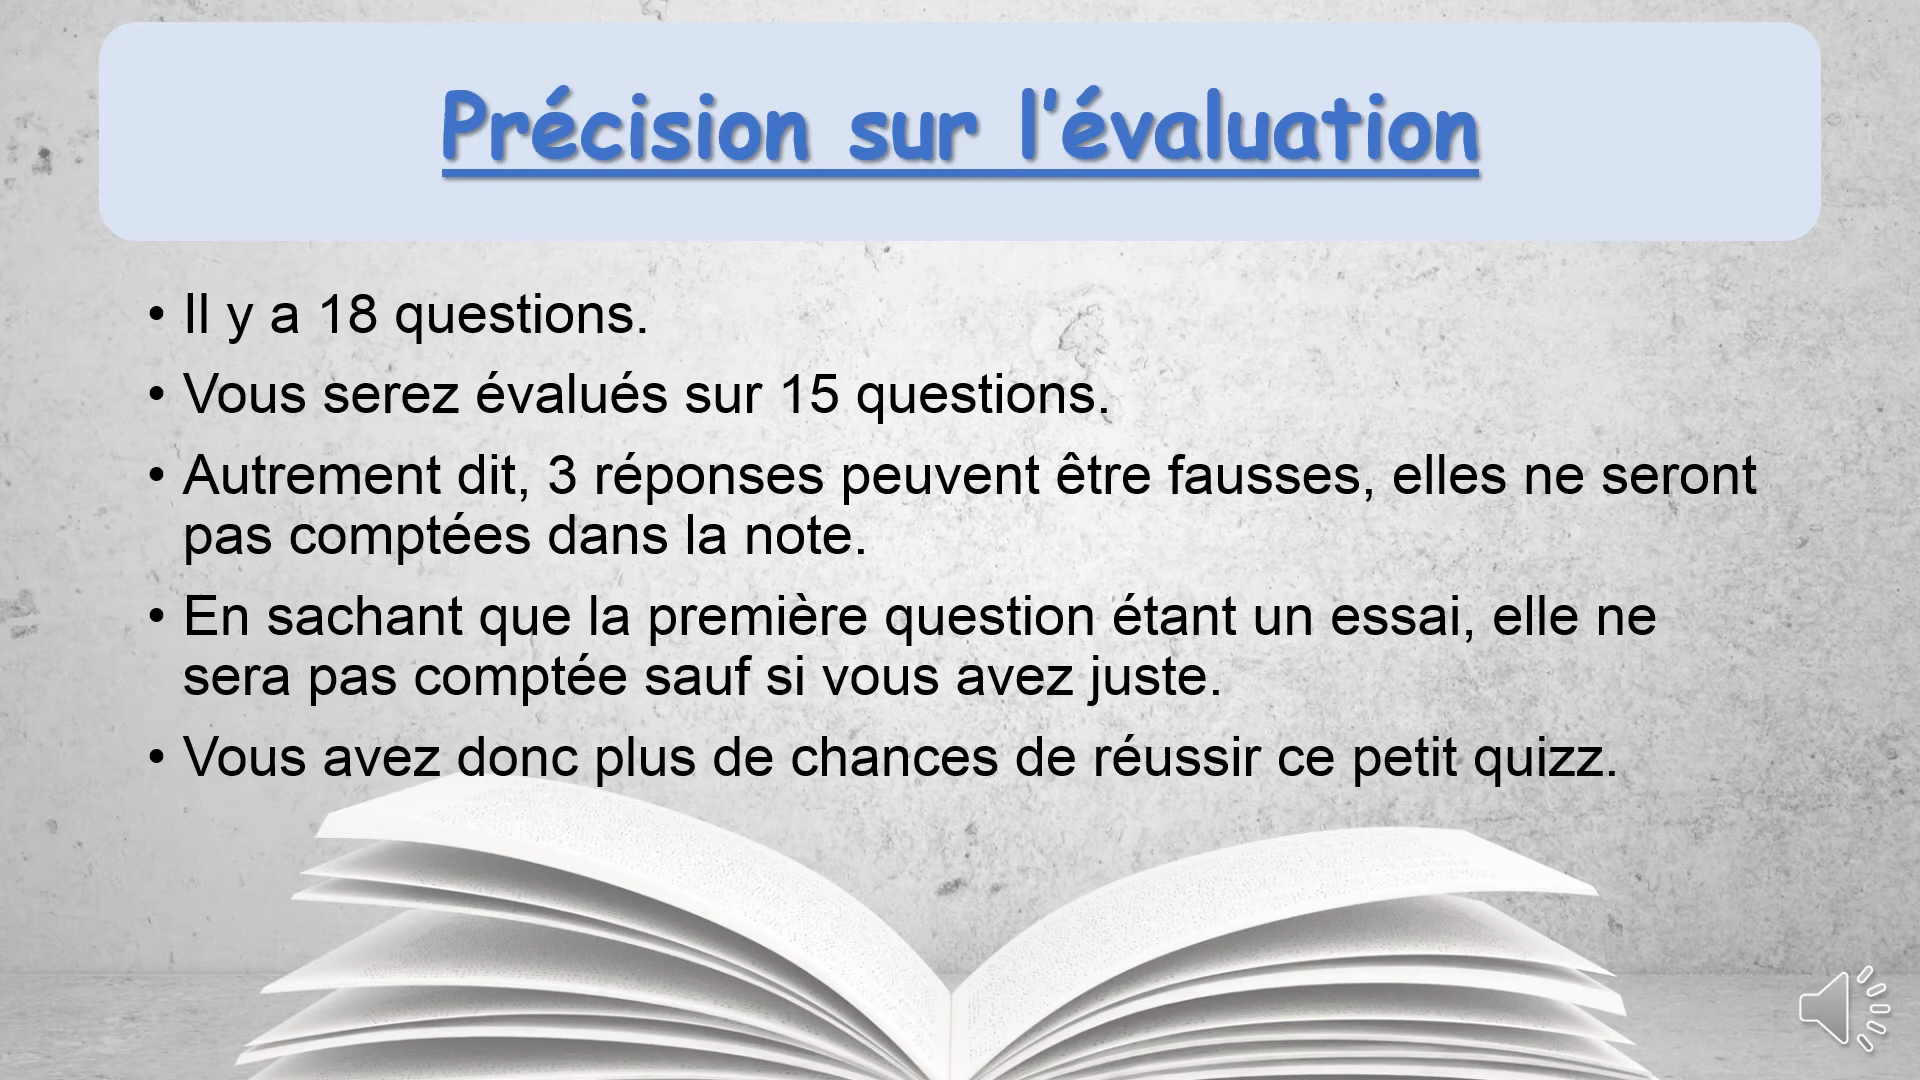 Précision sur l’évaluation
• Il y a 18 questions.
• Vous serez évalués sur 15 questions.
• Autrement dit, 3 réponses peuvent être fausses, elles ne seront
pas comptées dans la note.
• En sachant que la première question étant un essai, elle ne
sera pas comptée sauf si vous avez juste.
• Vous avez donc plus de chances de réussir ce petit quizz.